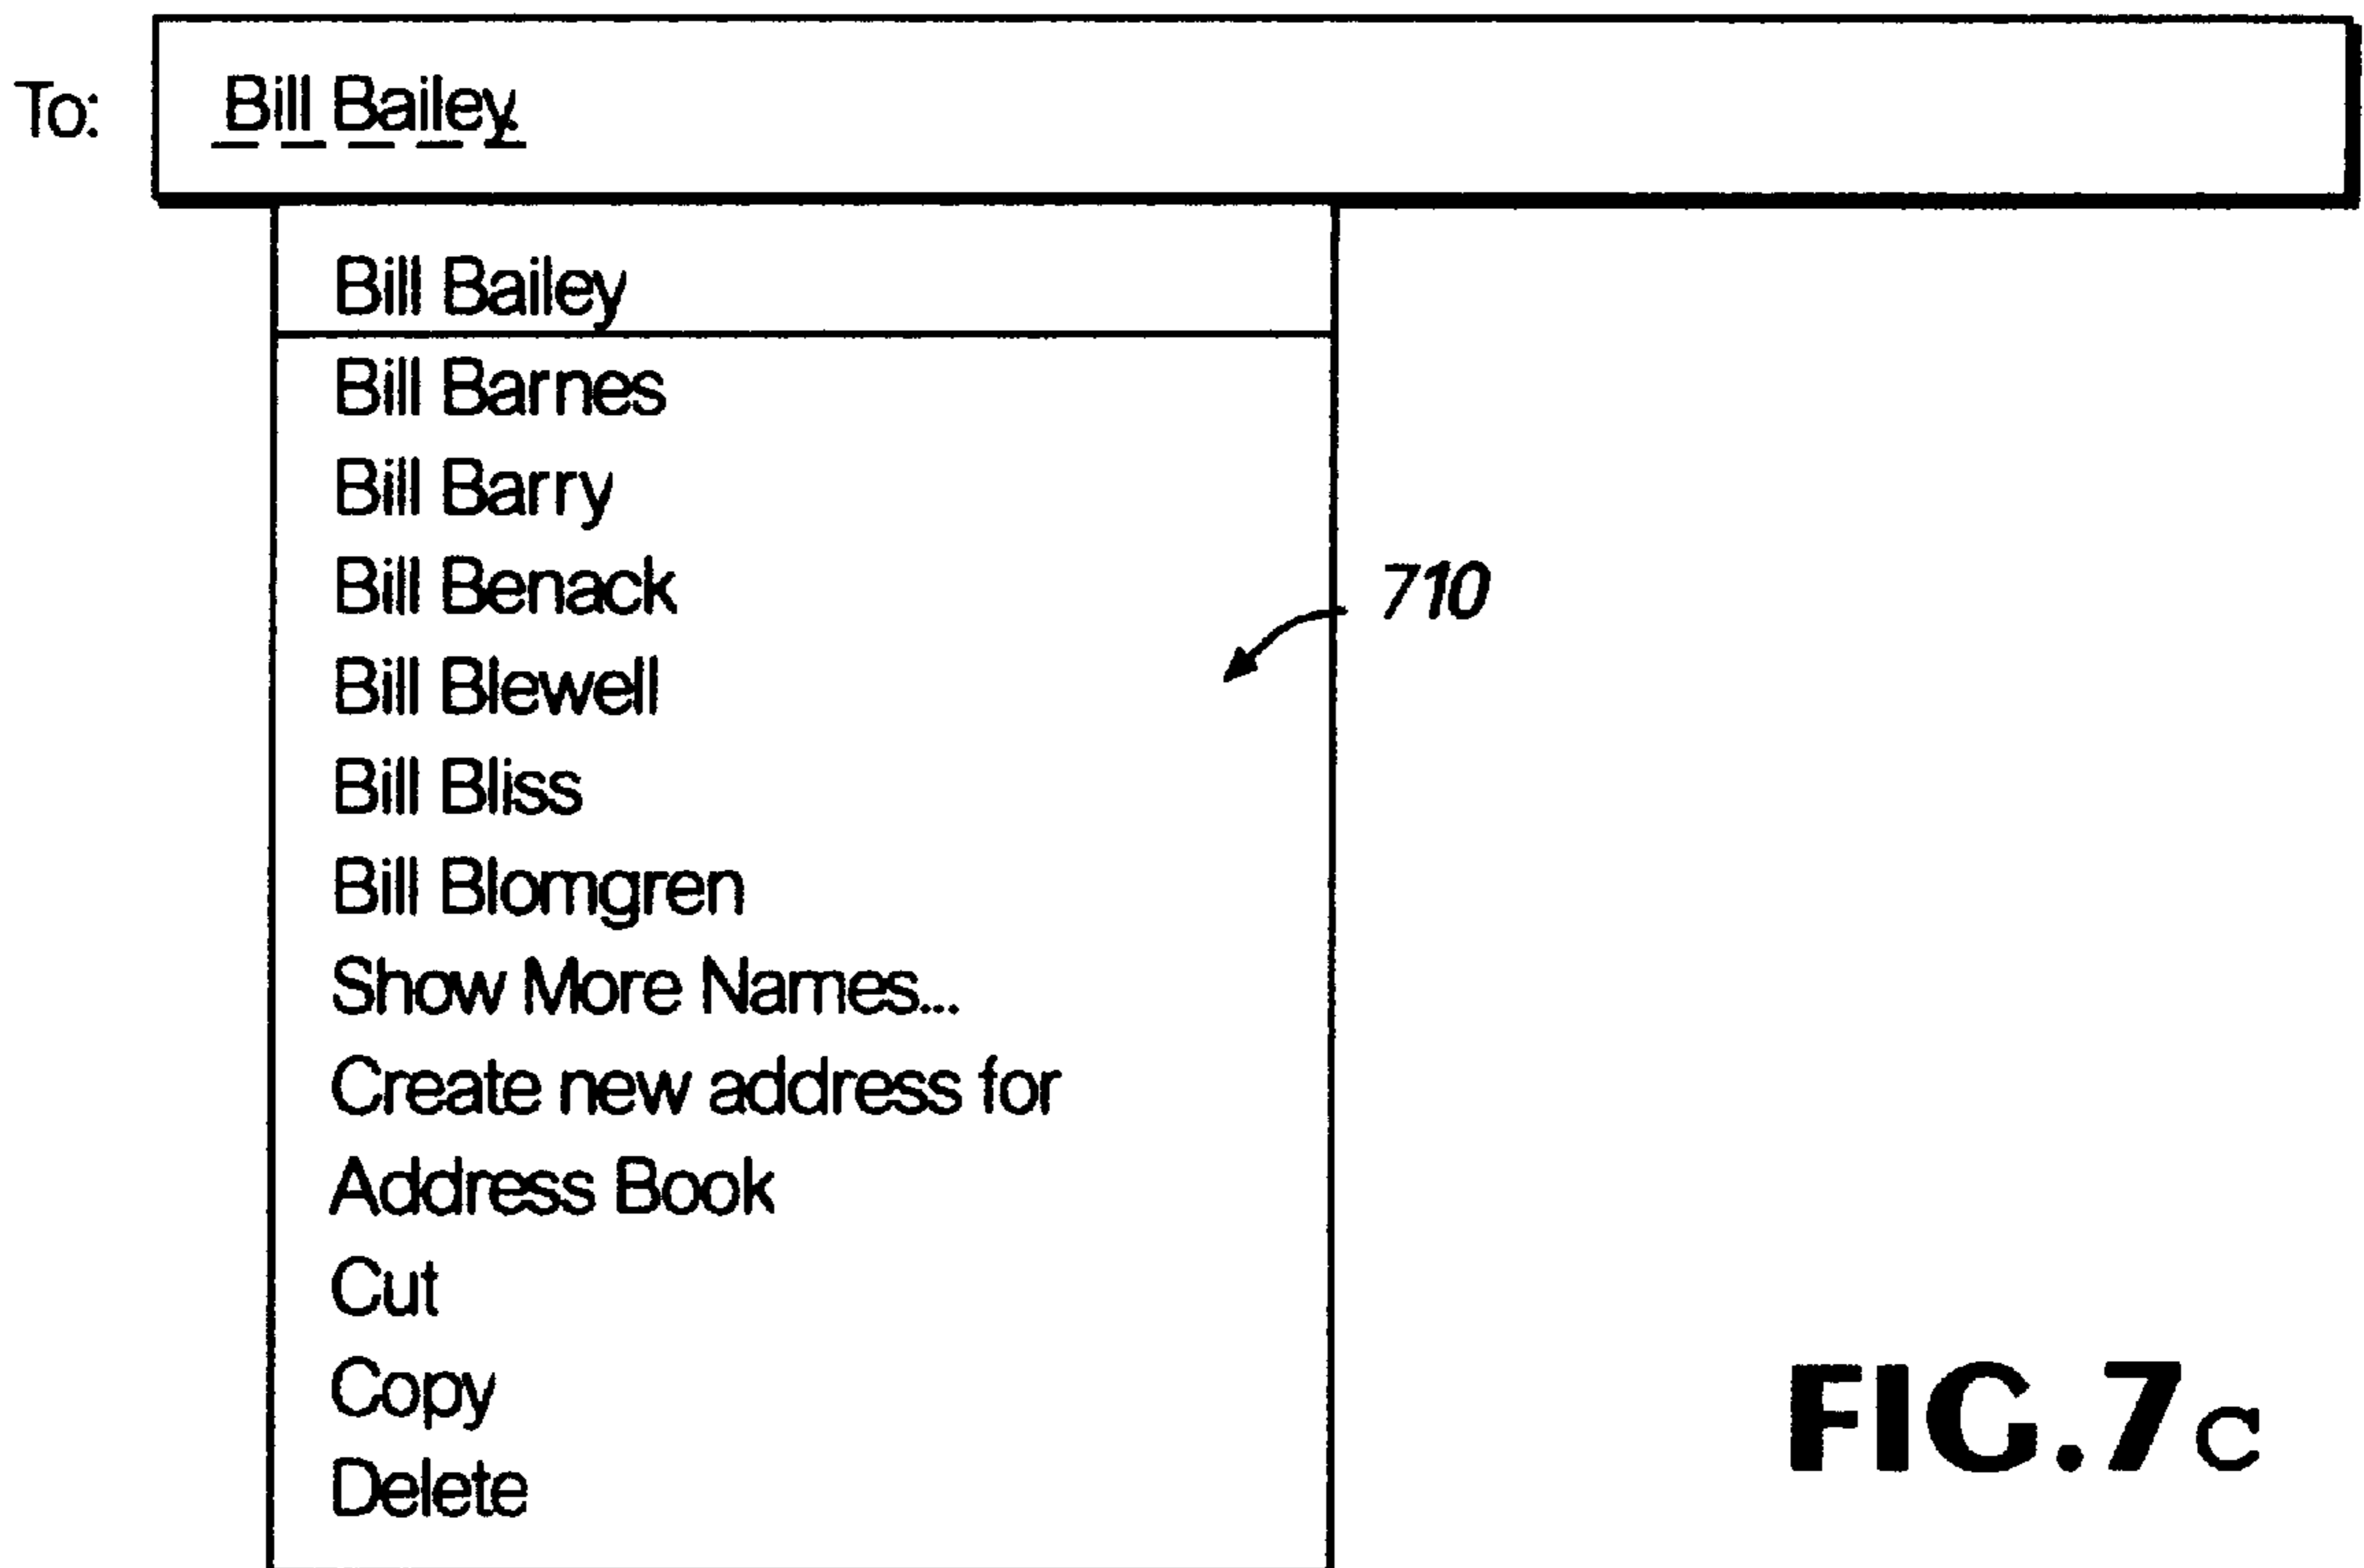 To: Bill Bailey
Bill Bailey
Bill Barnes
Bill Barry
Bill Benack
710
Bill Blewell
Bill Bliss
Bill Blomgren
Show More Names...
Create new address for
Address Book
Cut
Copy
Delete
FIG.7c